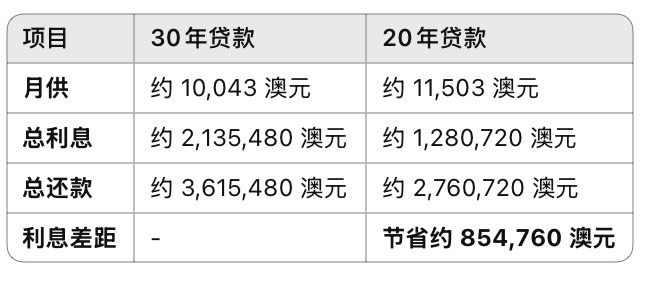 项目 30年贷款 20年贷款
月供 约 10,043 澳元 约 11,503 澳元
总利息 约 2,135,480 澳元 约 1,280,720 澳元
总还款 约 3,615,480 澳元 约 2,760,720 澳元
利息差距 - 节省约 854,760 澳元